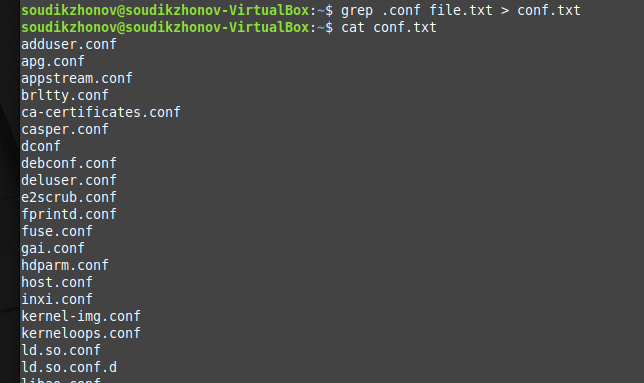 soudikzhonov@soudikzhonov-VirtualBox:~$ grep .conf file.txt > conf.txt
soudikzhonov@soudikzhonov-VirtualBox:~$ cat conf.txt
adduser.conf
apg.conf
appstream.conf
brltty.conf
ca-certificates.conf
casper.conf
dconf
debconf.conf
deluser.conf
e2scrub.conf
fprintd.conf
fuse.conf
gai.conf
hdparm.conf
host.conf
inxi.conf
kernel-img.conf
kerneloops.conf
ld.so.conf
ld.so.conf.d
libao.conf